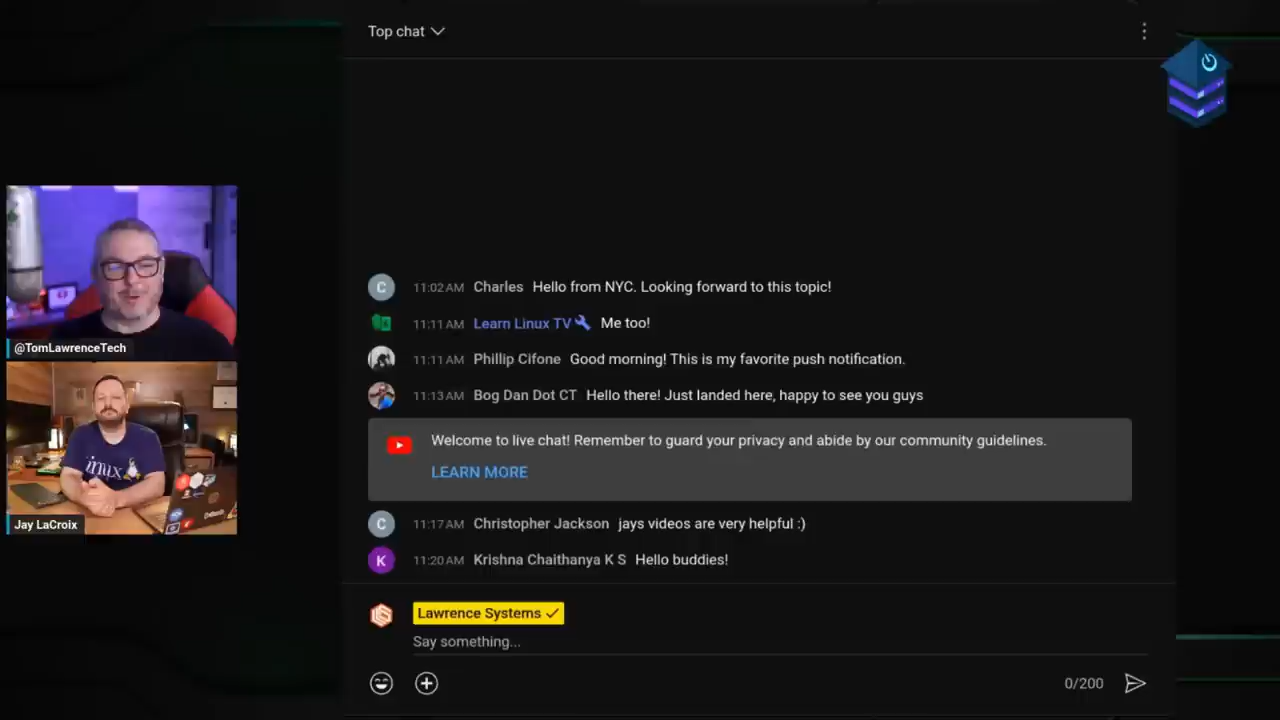 Top chat
11:02 AM Charles Hello from NYC. Looking forward to this topic!
11:11 AM Learn Linux TV Me too!
11:11 AM Phillip Cifone Good morning! This is my favorite push notification.
11:13 AM Bog Dan Dot CT Hello there! Just landed here, happy to see you guys
Welcome to live chat! Remember to guard your privacy and abide by our community guidelines.
LEARN MORE
C 11:17 AM Christopher Jackson jays videos are very helpful :)
K 11:20 AM Krishna Chaithanya K S Hello buddies!
Lawrence Systems
Say something...
0/200
@TomLawrenceTech
inux
Jay LaCroix